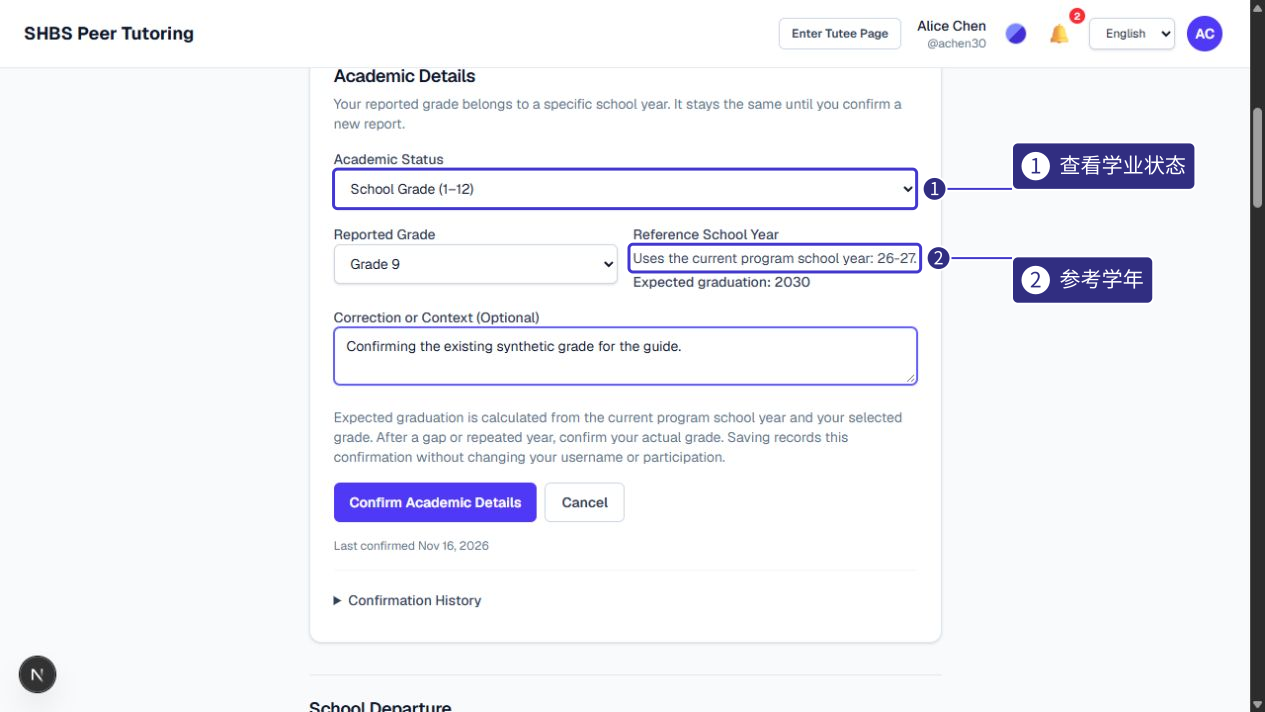 SHBS Peer Tutoring
Enter Tutee Page
Alice Chen
@achen30
2
English
AC
Academic Details
Your reported grade belongs to a specific school year. It stays the same until you confirm a
new report.
Academic Status
School Grade (1–12)
1
1 查看学业状态
Reported Grade
Grade 9
Reference School Year
Uses the current program school year: 26-27.
2
2 参考学年
Expected graduation: 2030
Correction or Context (Optional)
Confirming the existing synthetic grade for the guide.
Expected graduation is calculated from the current program school year and your selected
grade. After a gap or repeated year, confirm your actual grade. Saving records this
confirmation without changing your username or participation.
Confirm Academic Details
Cancel
Last confirmed Nov 16, 2026
Confirmation History
N
School Departure